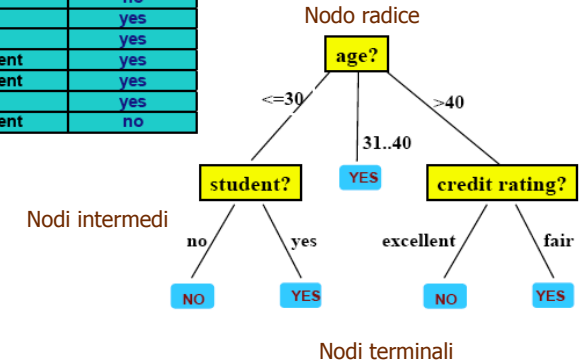 no
yes
yes
ent yes
ent yes
yes
ent no
Nodo radice
age?
<=30
31..40
>40
student?
YES
credit rating?
Nodi intermedi
no
yes
excellent
fair
NO
YES
NO
YES
Nodi terminali